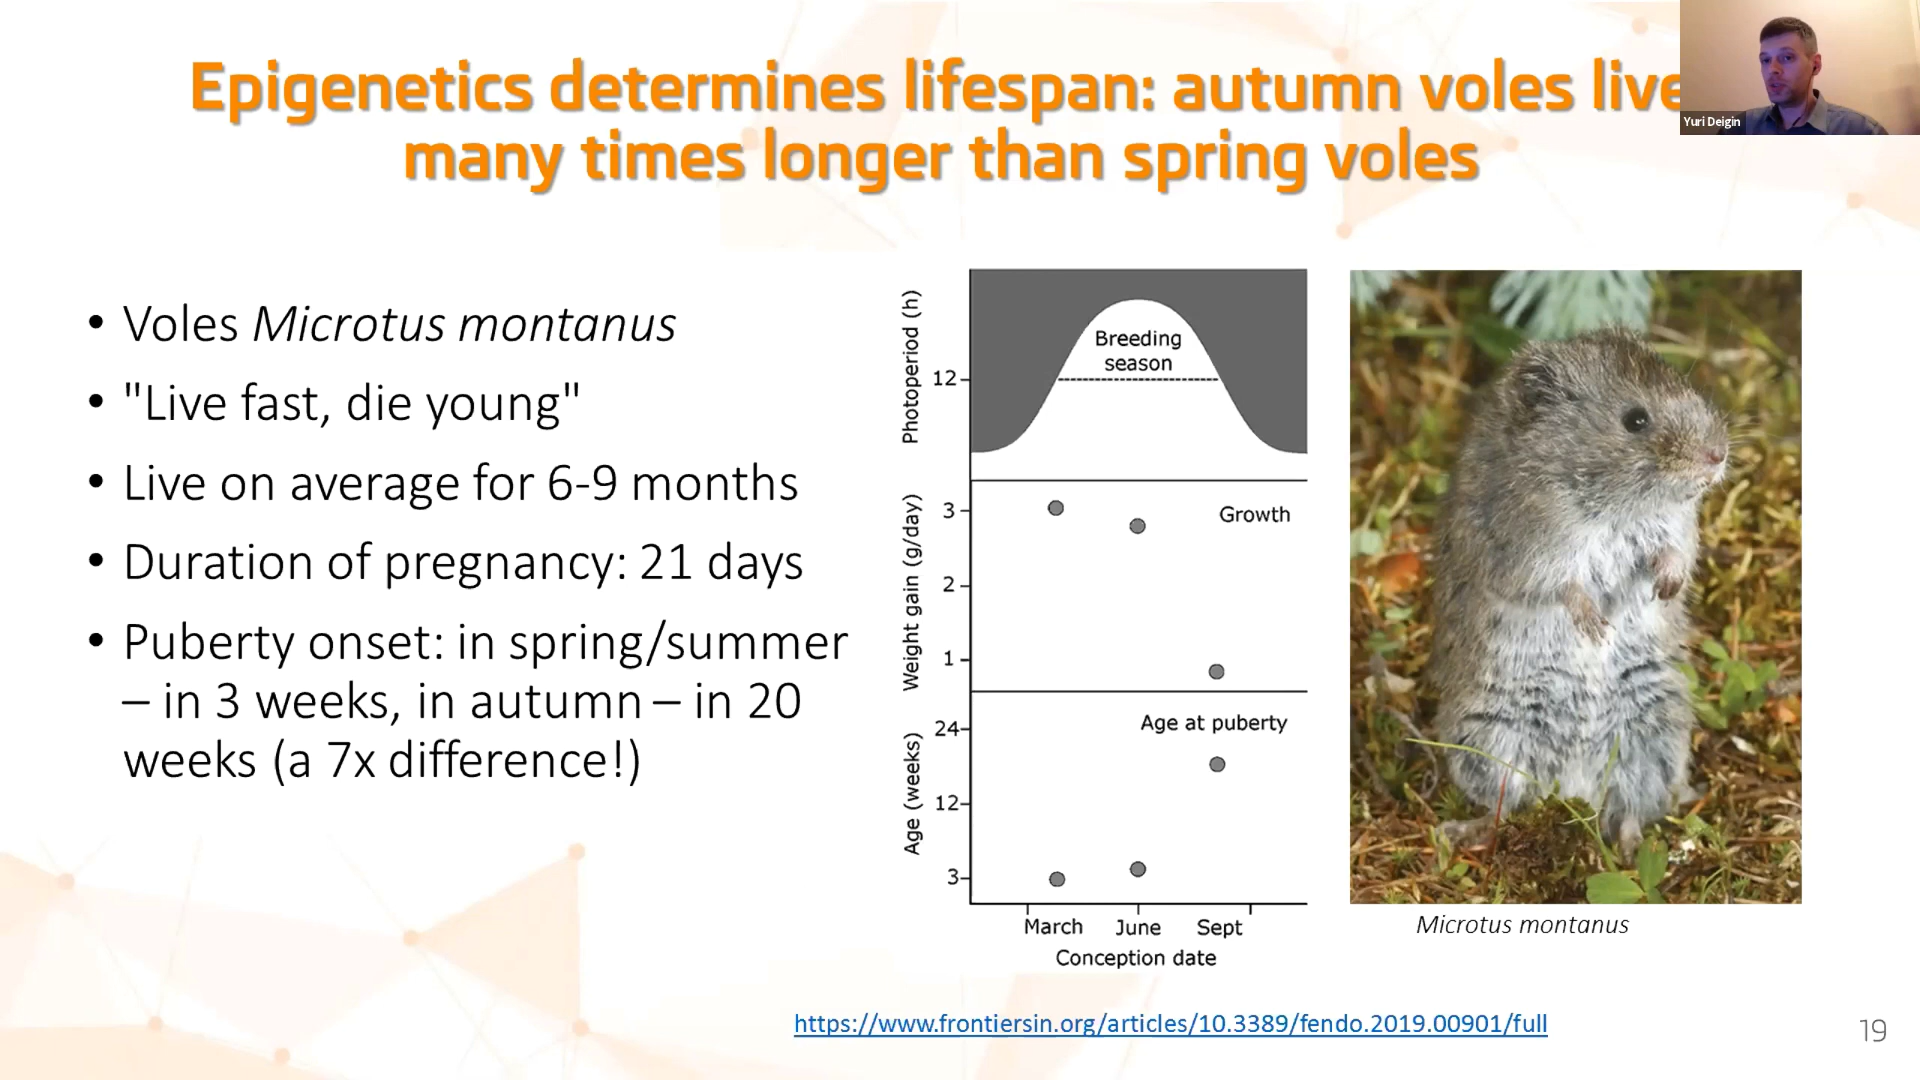 Epigenetics determines lifespan: autumn voles live
many times longer than spring voles
Yuri Deigin
• Voles Microtus montanus
• "Live fast, die young"
• Live on average for 6-9 months
• Duration of pregnancy: 21 days
• Puberty onset: in spring/summer
– in 3 weeks, in autumn – in 20
weeks (a 7x difference!)
Photoperiod (h)
12
Breeding
season
Weight gain (g/day)
3
2
1
Growth
Age (weeks)
24
12
3
Age at puberty
March June Sept
Conception date
Microtus montanus
https://www.frontiersin.org/articles/10.3389/fendo.2019.00901/full
19